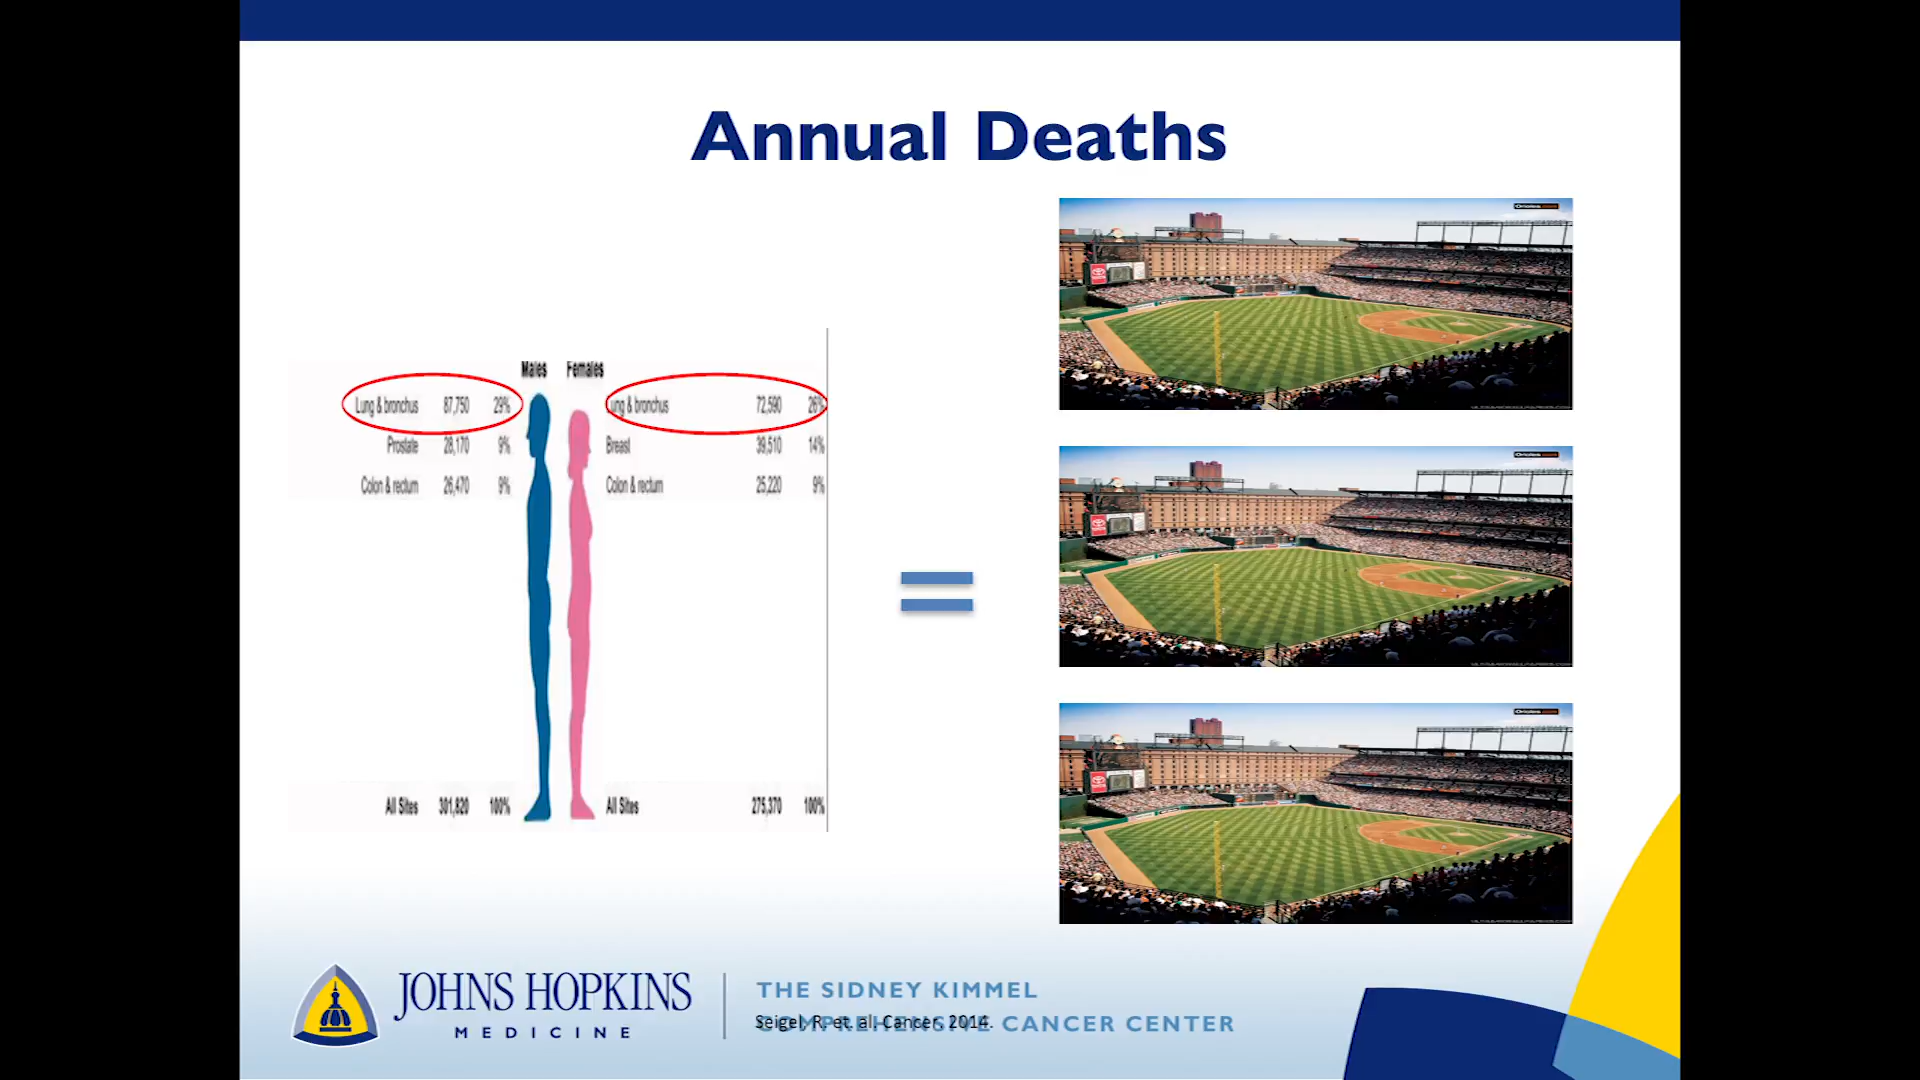 Annual Deaths
Males Females
Lung & bronchus 87,750 29% ung & bronchus 72,590 26%
Prostate 28,170 9% Breast 39,510 14%
Colon & rectum 26,470 9% Colon & rectum 25,220 9%
All Sites 301,820 100% All Sites 275,370 100%
JOHNS HOPKINS
MEDICINE
THE SIDNEY KIMMEL
COMPREHENSIVE CANCER CENTER
Seigel, R. et. al. Cancer. 2014.